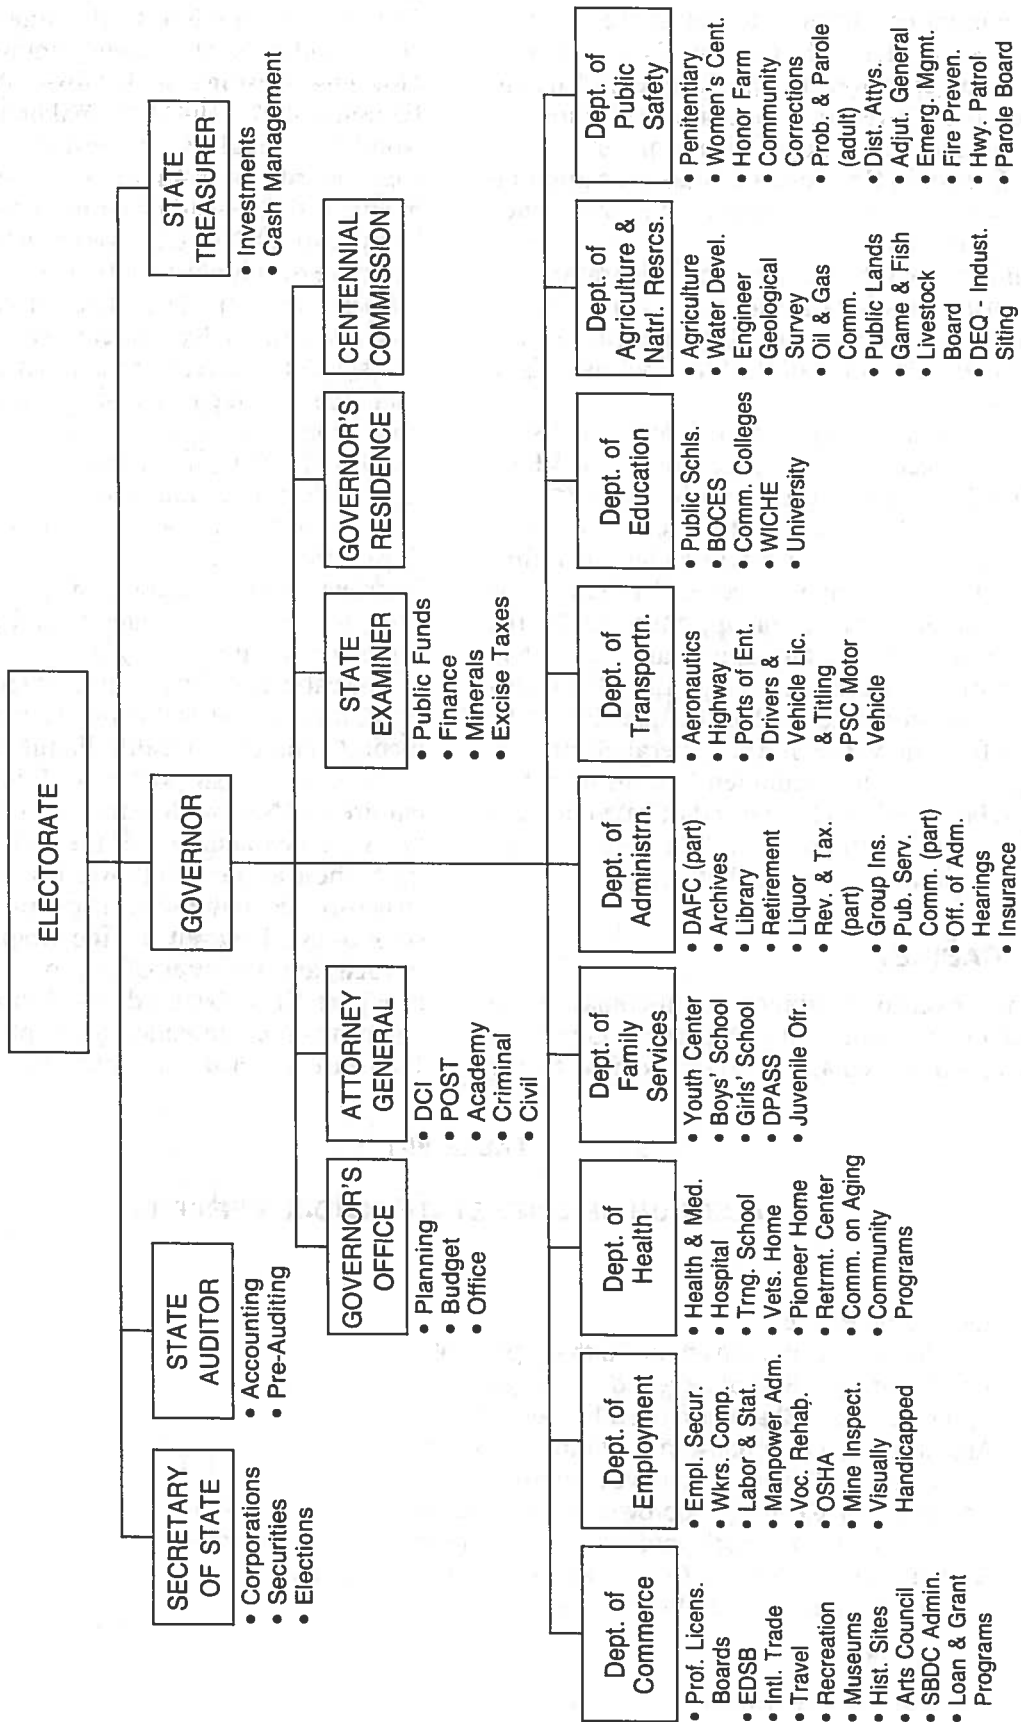 ELECTORATE
SECRETARY
OF STATE
• Corporations
• Securities
• Elections
STATE
AUDITOR
• Accounting
• Pre-Auditing
GOVERNOR
STATE
TREASURER
• Investments
• Cash Management
GOVERNOR'S
OFFICE
• Planning
• Budget
• Office
ATTORNEY
GENERAL
• DCI
• POST
• Academy
• Criminal
• Civil
STATE
EXAMINER
• Public Funds
• Finance
• Minerals
• Excise Taxes
GOVERNOR'S
RESIDENCE
CENTENNIAL
COMMISSION
Dept. of
Commerce
• Prof. Licens.
Boards
• EDSB
• Intl. Trade
• Travel
• Recreation
• Museums
• Hist. Sites
• Arts Council
• SBDC Admin.
• Loan & Grant
Programs
Dept. of
Employment
• Empl. Secur.
• Wkrs. Comp.
• Labor & Stat.
• Manpower Adm.
• Voc. Rehab.
• OSHA
• Mine Inspect.
• Visually
Handicapped
Dept. of
Health
• Health & Med.
• Hospital
• Trng. School
• Vets. Home
• Pioneer Home
• Retrmt. Center
• Comm. on Aging
• Community
Programs
Dept. of
Family
Services
• Youth Center
• Boys' School
• Girls' School
• DPASS
• Juvenile Ofr.
Dept. of
Administrn.
• DAFC (part)
• Archives
• Library
• Retirement
• Liquor
• Rev. & Tax.
(part)
• Group Ins.
• Pub. Serv.
Comm. (part)
• Off. of Adm.
Hearings
• Insurance
Dept. of
Transportn.
• Aeronautics
• Highway
• Ports of Ent.
• Drivers &
Vehicle Lic.
& Titling
• PSC Motor
Vehicle
Dept. of
Education
• Public Schls.
• BOCES
• Comm. Colleges
• WICHE
• University
Dept. of
Agriculture &
Natrl. Resrcs.
• Agriculture
• Water Devel.
• Engineer
• Geological
Survey
• Oil & Gas
Comm.
• Public Lands
• Game & Fish
• Livestock
Board
• DEQ - Indust.
Sitting
Dept. of
Public
Safety
• Penitentiary
• Women's Cent.
• Honor Farm
• Community
Corrections
• Prob. & Parole
(aduit)
• Dist. Attys.
• Adjut. General
• Emerg. Mgmt.
• Fire Preven.
• Hwy. Patrol
• Parole Board